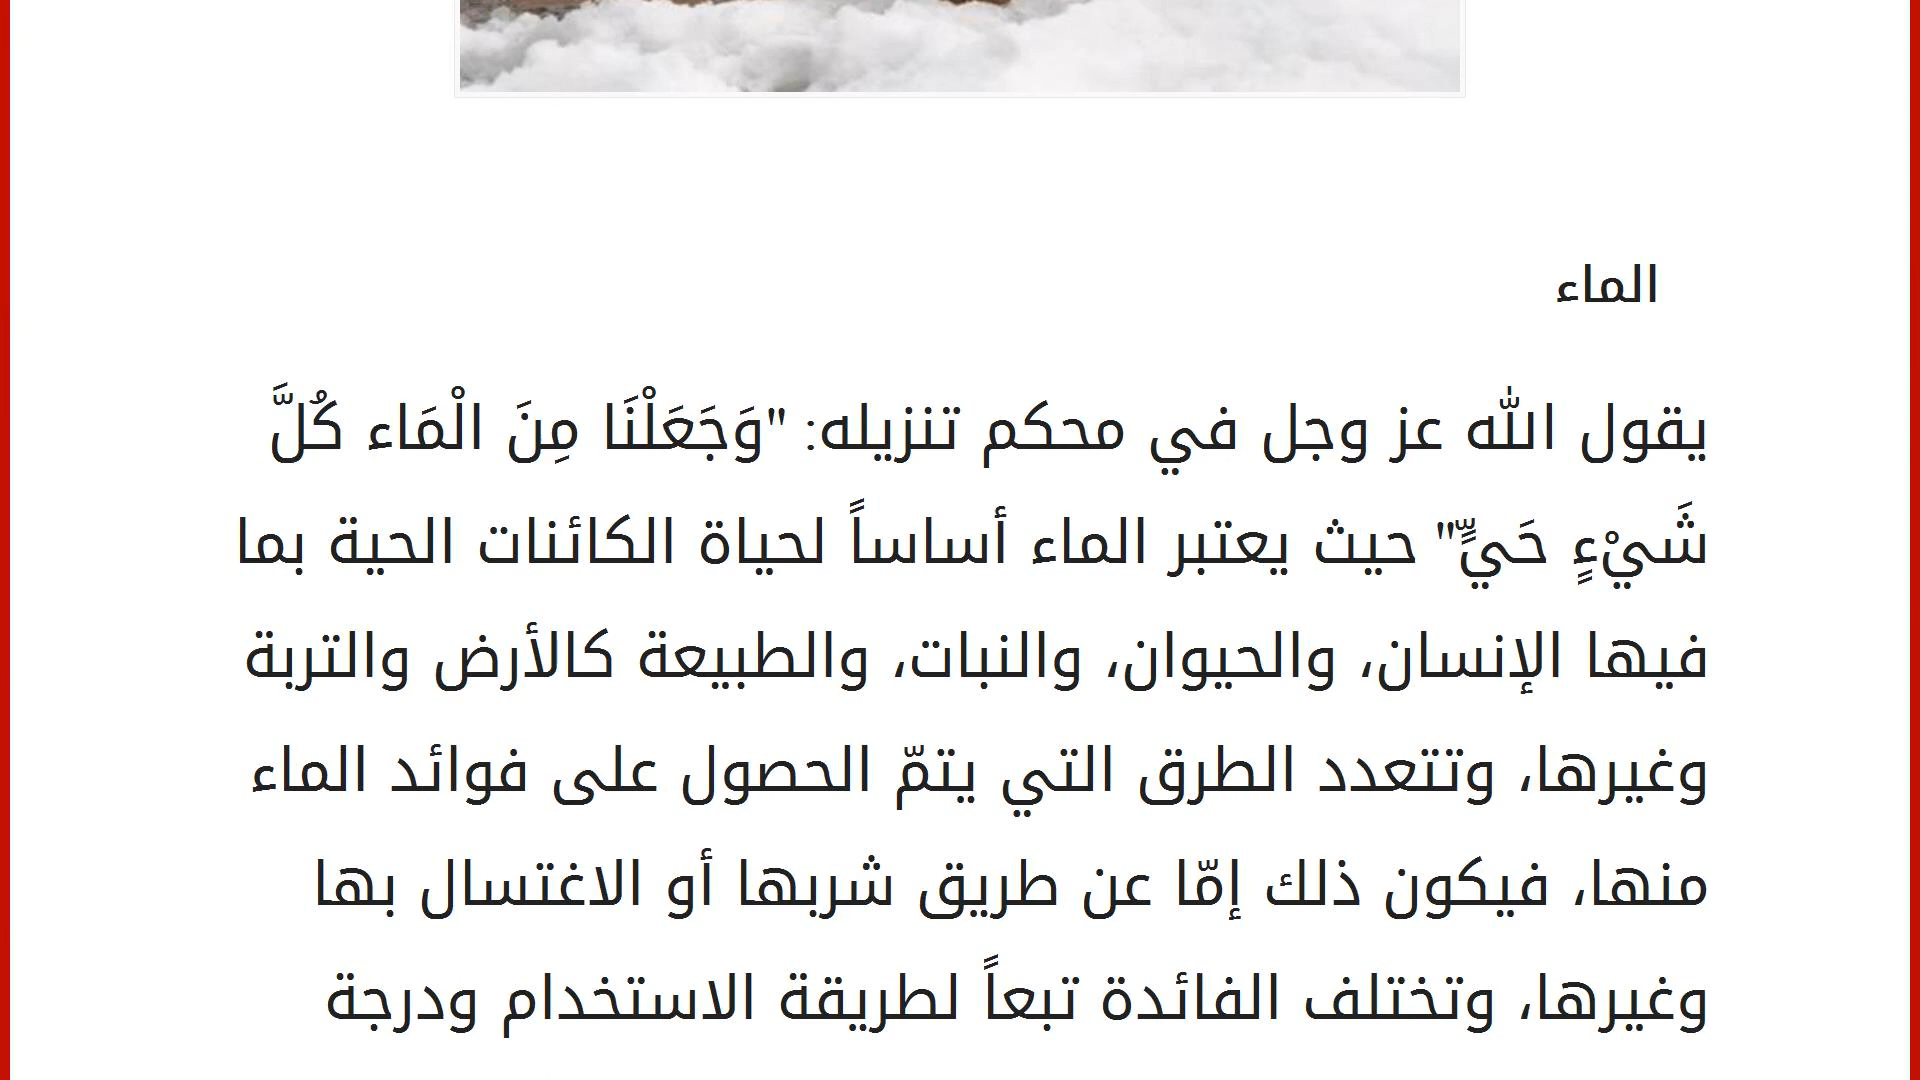 الماء
يقول الله عز وجل في محكم تنزيله: "وَجَعَلْنَا مِنَ الْمَاء كُلَّ
شَيْءٍ حَيٍّ" حيث يعتبر الماء أساساً لحياة الكائنات الحية بما
فيها الإنسان، والحيوان، والنبات، والطبيعة كالأرض والتربة
وغيرها، وتتعدد الطرق التي يتمّ الحصول على فوائد الماء
منها، فيكون ذلك إمّا عن طريق شربها أو الاغتسال بها
وغيرها، وتختلف الفائدة تبعاً لطريقة الاستخدام ودرجة